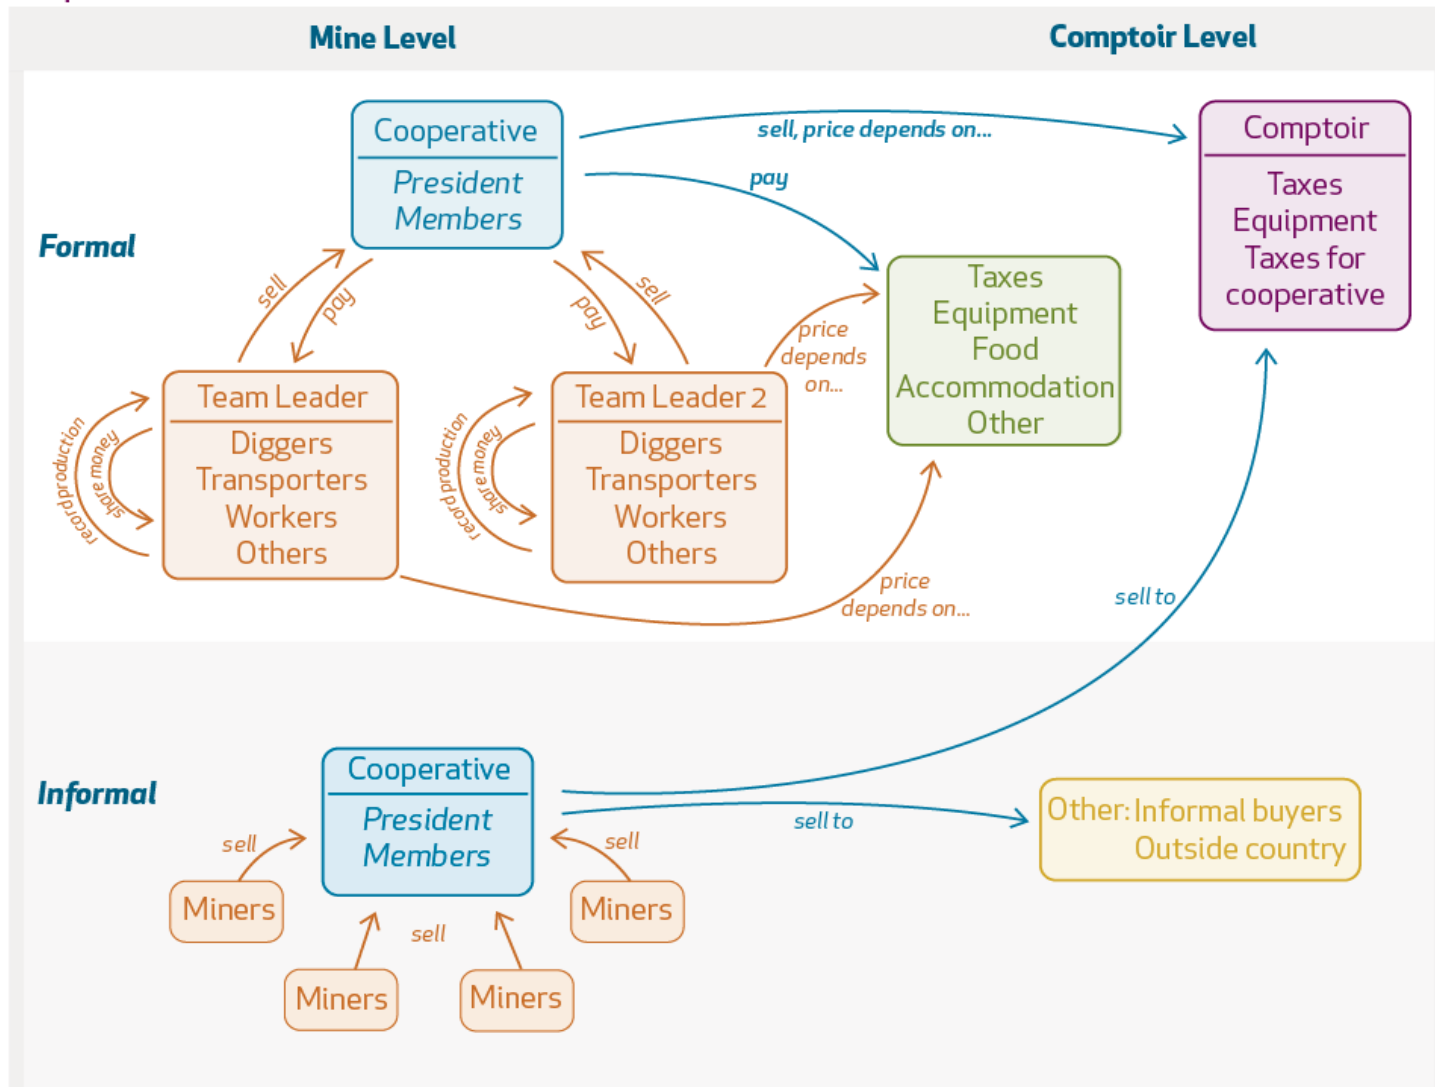 Mine Level
Comptoir Level
Formal
Cooperative
President
Members
sell, price depends on...
pay
Comptoir
Taxes
Equipment
Taxes for
cooperative
sell
pay
pay
sell
Taxes
Equipment
Food
Accommodation
Other
price
depends
on...
record production
share money
Team Leader
Diggers
Transporters
Workers
Others
record production
share money
Team Leader 2
Diggers
Transporters
Workers
Others
price
depends on...
sell to
Informal
Cooperative
President
Members
sell to
Other: Informal buyers
Outside country
sell
sell
Miners
Miners
sell
Miners
Miners